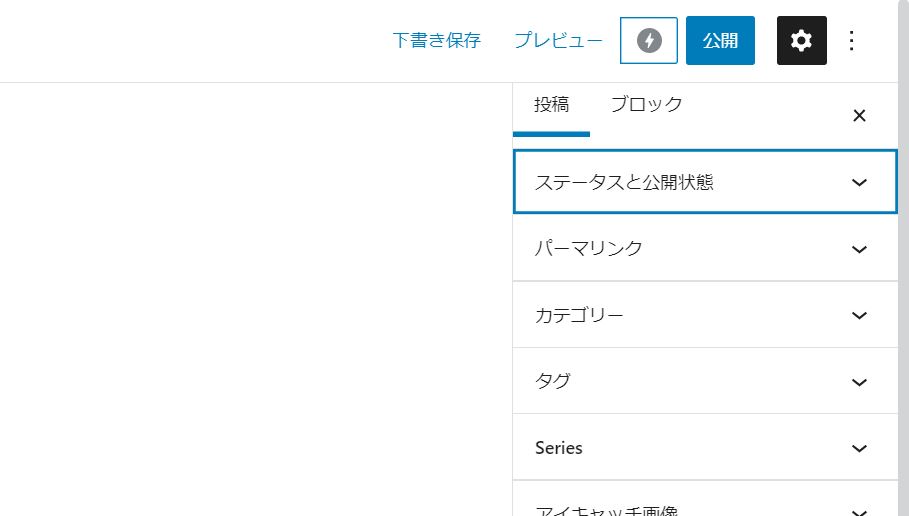 下書き保存 プレビュー 公開
投稿 ブロック
ステータスと公開状態
パーマリンク
カテゴリー
タグ
Series
アイキャッチ画像